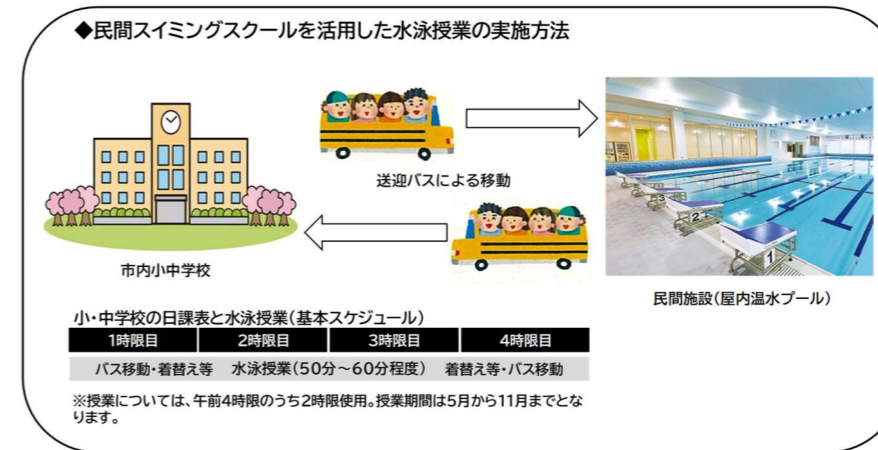 ◆民間スイミングスクールを活用した水泳授業の実施方法
送迎バスによる移動
市内小中学校
3
2
1
民間施設(屋内温水プール)
小・中学校の日課表と水泳授業(基本スケジュール)
1時限目 2時限目 3時限目 4時限目
バス移動・着替え等 水泳授業(50分～60分程度) 着替え等・バス移動
※授業については、午前4時限のうち2時限使用。授業期間は5月から11月までとな
ります。